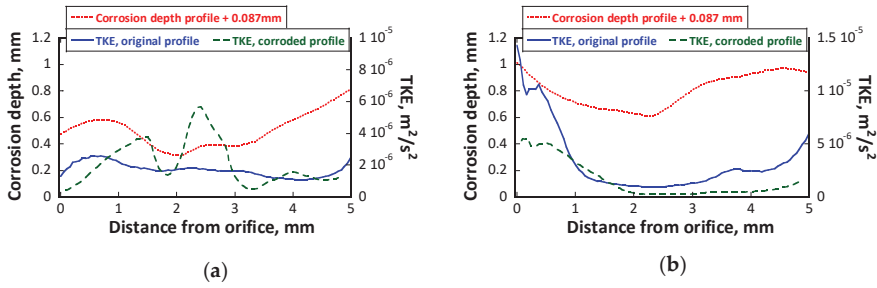 Corrosion depth profile + 0.087mm
TKE, original profile
TKE, corroded profile
Corrosion depth, mm
1.2
1
0.8
0.6
0.4
0.2
0
1 10^-5
8 10^-6
6 10^-6
4 10^-6
2 10^-6
0
TKE, m^2/s^2
0 1 2 3 4 5
Distance from orifice, mm
(a)
Corrosion depth profile + 0.087 mm
TKE, original profile
TKE, corroded profile
Corrosion depth, mm
1.2
1
0.8
0.6
0.4
0.2
0
1.5 10^-5
1 10^-5
5 10^-6
0
TKE, m^2/s^2
0 1 2 3 4 5
Distance from orifice, mm
(b)